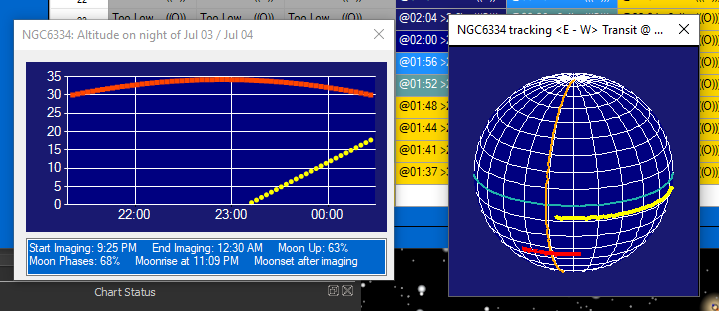 22
Too Low ((O))
NGC6334: Altitude on night of Jul 03 / Jul 04
35
30
25
20
15
10
5
0
22:00 23:00 00:00
Start Imaging: 9:25 PM End Imaging: 12:30 AM Moon Up: 63%
Moon Phases: 68% Moonrise at 11:09 PM Moonset after imaging
Chart Status
@02:04 >
@02:00 >
@01:56 >
@01:52 >
@01:48 >
@01:44 >
@01:41 >
@01:37 >
NGC6334 tracking <E - W> Transit @ ...